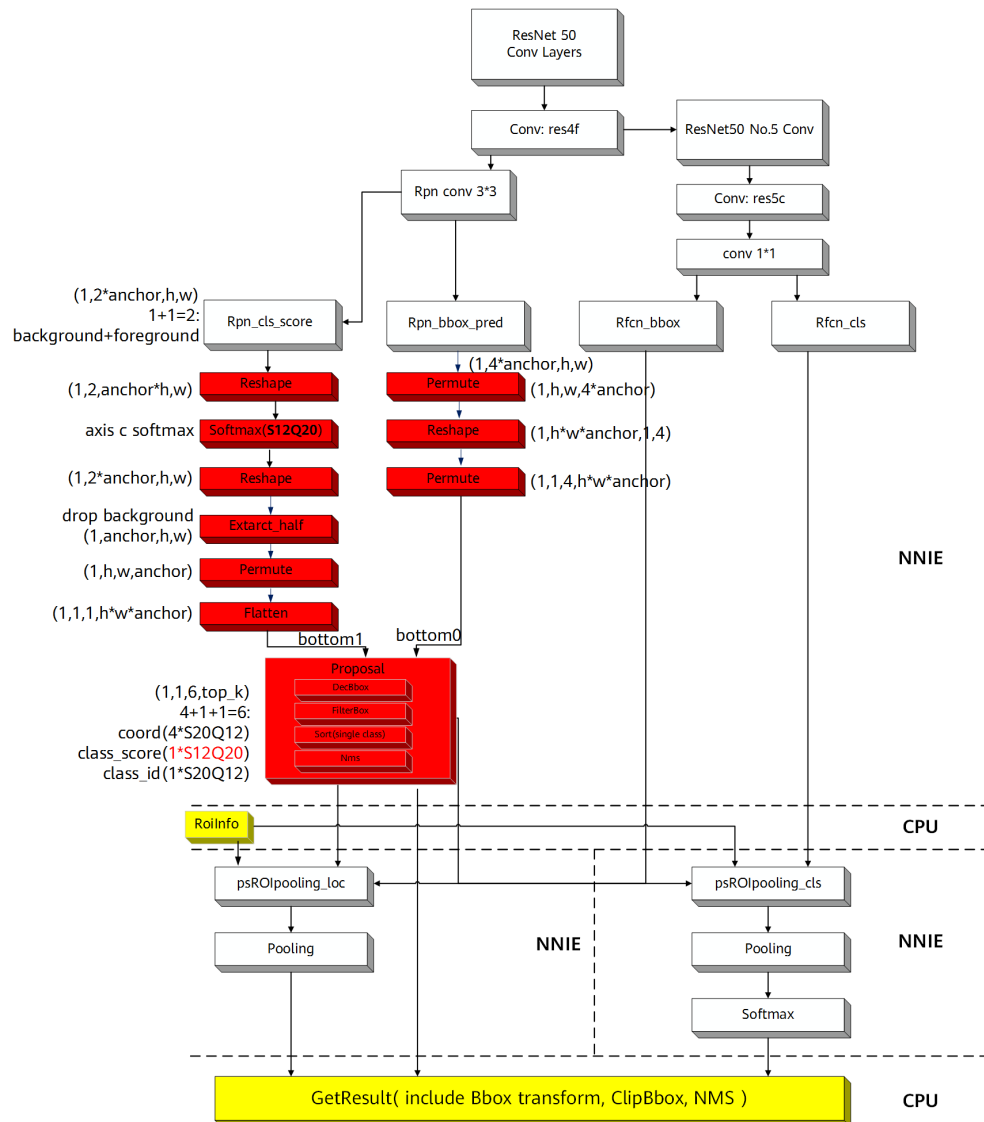 ResNet 50
Conv Layers
Conv: res4f
ResNet50 No.5 Conv
Rpn conv 3*3
Conv: res5c
conv 1*1
(1,2*anchor,h,w)
1+1=2:
background+foreground
Rpn_cls_score
Rpn_bbox_pred
Rfcn_bbox
Rfcn_cls
(1,4*anchor,h,w)
(1,2,anchor*h,w)
Reshape
Permute
(1,h,w,4*anchor)
axis c softmax
Softmax(S12Q20)
Reshape
(1,h*w*anchor,1,4)
(1,2*anchor,h,w)
Reshape
Permute
(1,1,4,h*w*anchor)
drop background
(1,anchor,h,w)
Extarct_half
NNIE
(1,h,w,anchor)
Permute
(1,1,1,h*w*anchor)
Flatten
bottom1
bottom0
Proposal
DecBbox
FilterBox
Sort(single class)
Nms
(1,1,6,top_k)
4+1+1=6:
coord(4*S20Q12)
class_score(1*S12Q20)
class_id(1*S20Q12)
RoiInfo
CPU
psROIpooling_loc
psROIpooling_cls
Pooling
NNIE
Pooling
NNIE
Softmax
GetResult( include Bbox transform, ClipBbox, NMS )
CPU